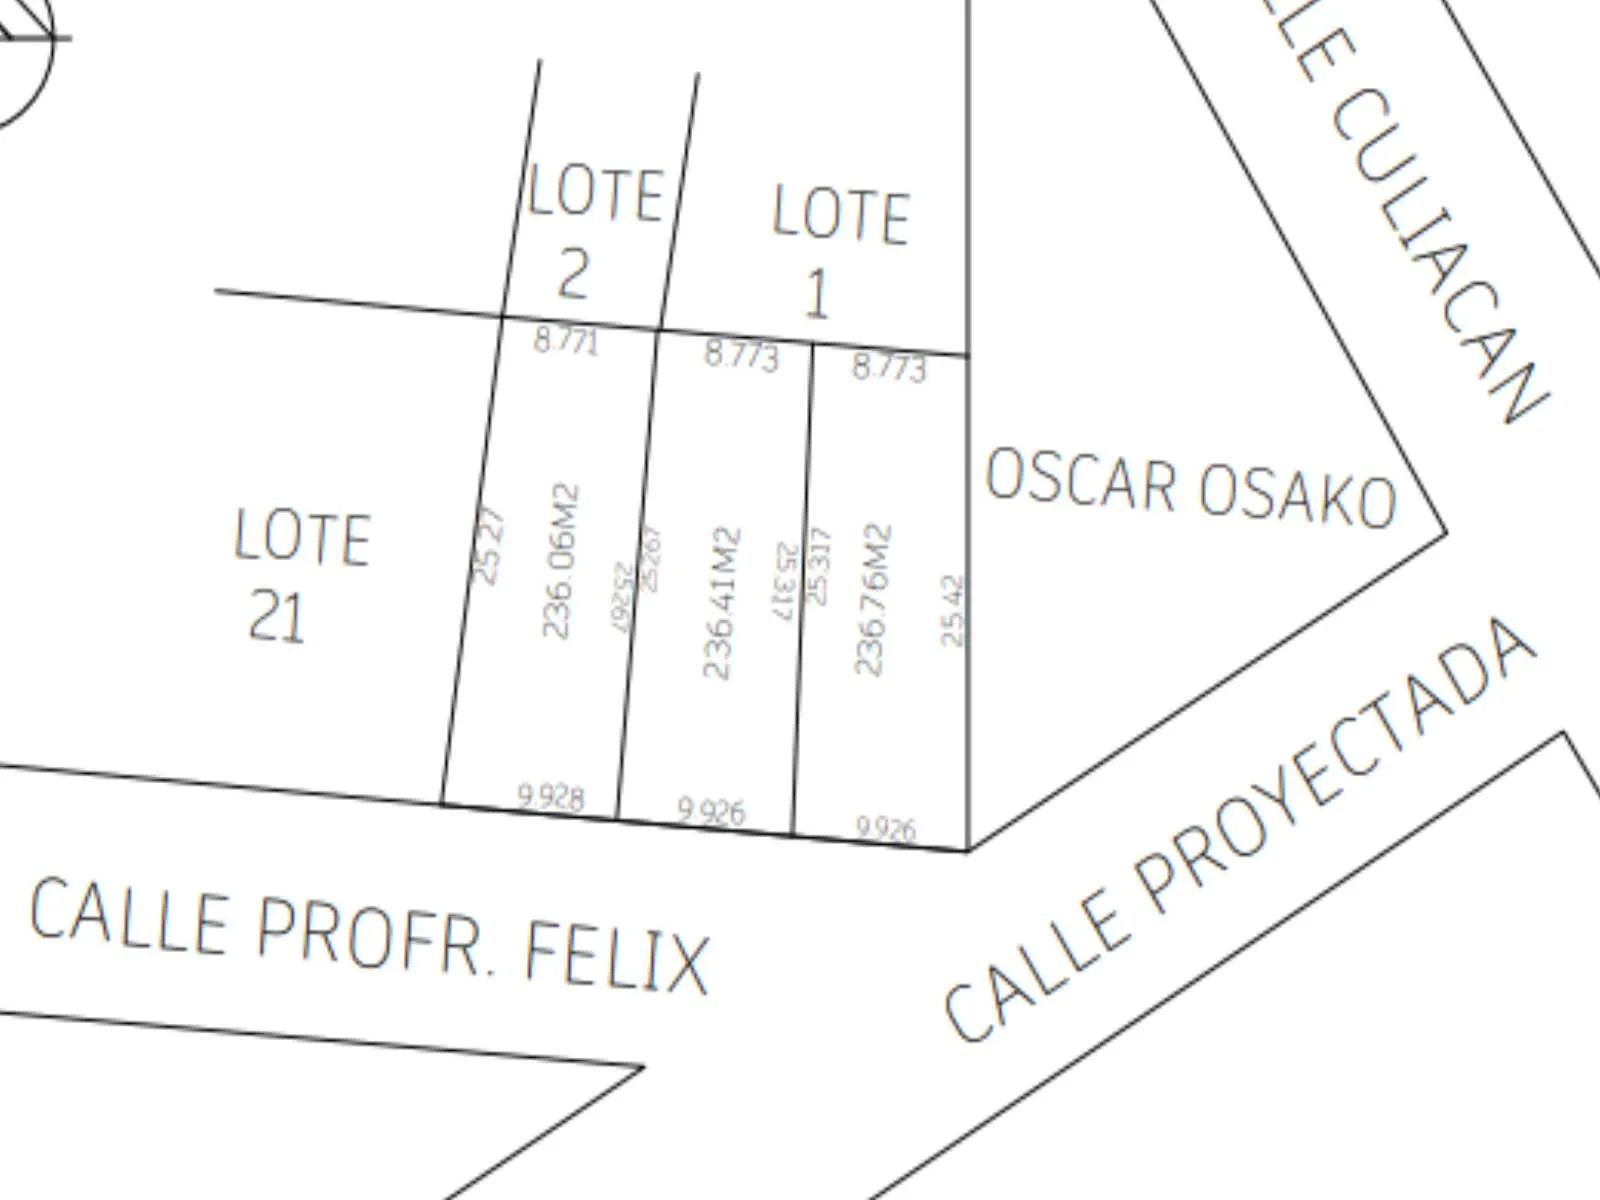 LLE CULIACAN
LOTE
2
LOTE
1
8.771
8.773
8.773
OSCAR OSAKO
LOTE
21
25.27
236.06M2
25.267
25.267
236.41M2
25.317
25.317
236.76M2
25.42
9.928
9.926
9.926
CALLE PROFR. FELIX
CALLE PROYECTADA